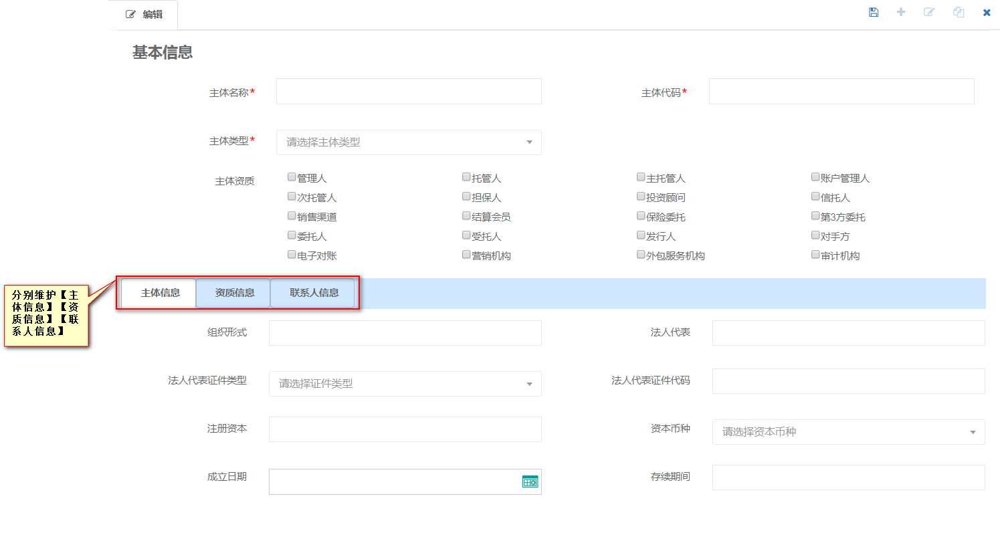 编辑
基本信息
主体名称* 主体代码*
主体类型* 请选择主体类型
主体资质 管理人 托管人 主托管人 账户管理人
次托管人 担保人 投资顾问 信托人
销售渠道 结算会员 保险委托 第3方委托
委托人 受托人 发行人 对手方
电子对账 营销机构 外包服务机构 审计机构
分别维护【主
体信息】【资
质信息】【联
系人信息】
主体信息 资质信息 联系人信息
组织形式 法人代表
法人代表证件类型 请选择证件类型 法人代表证件代码
注册资本 资本币种 请选择资本币种
成立日期 存续期间